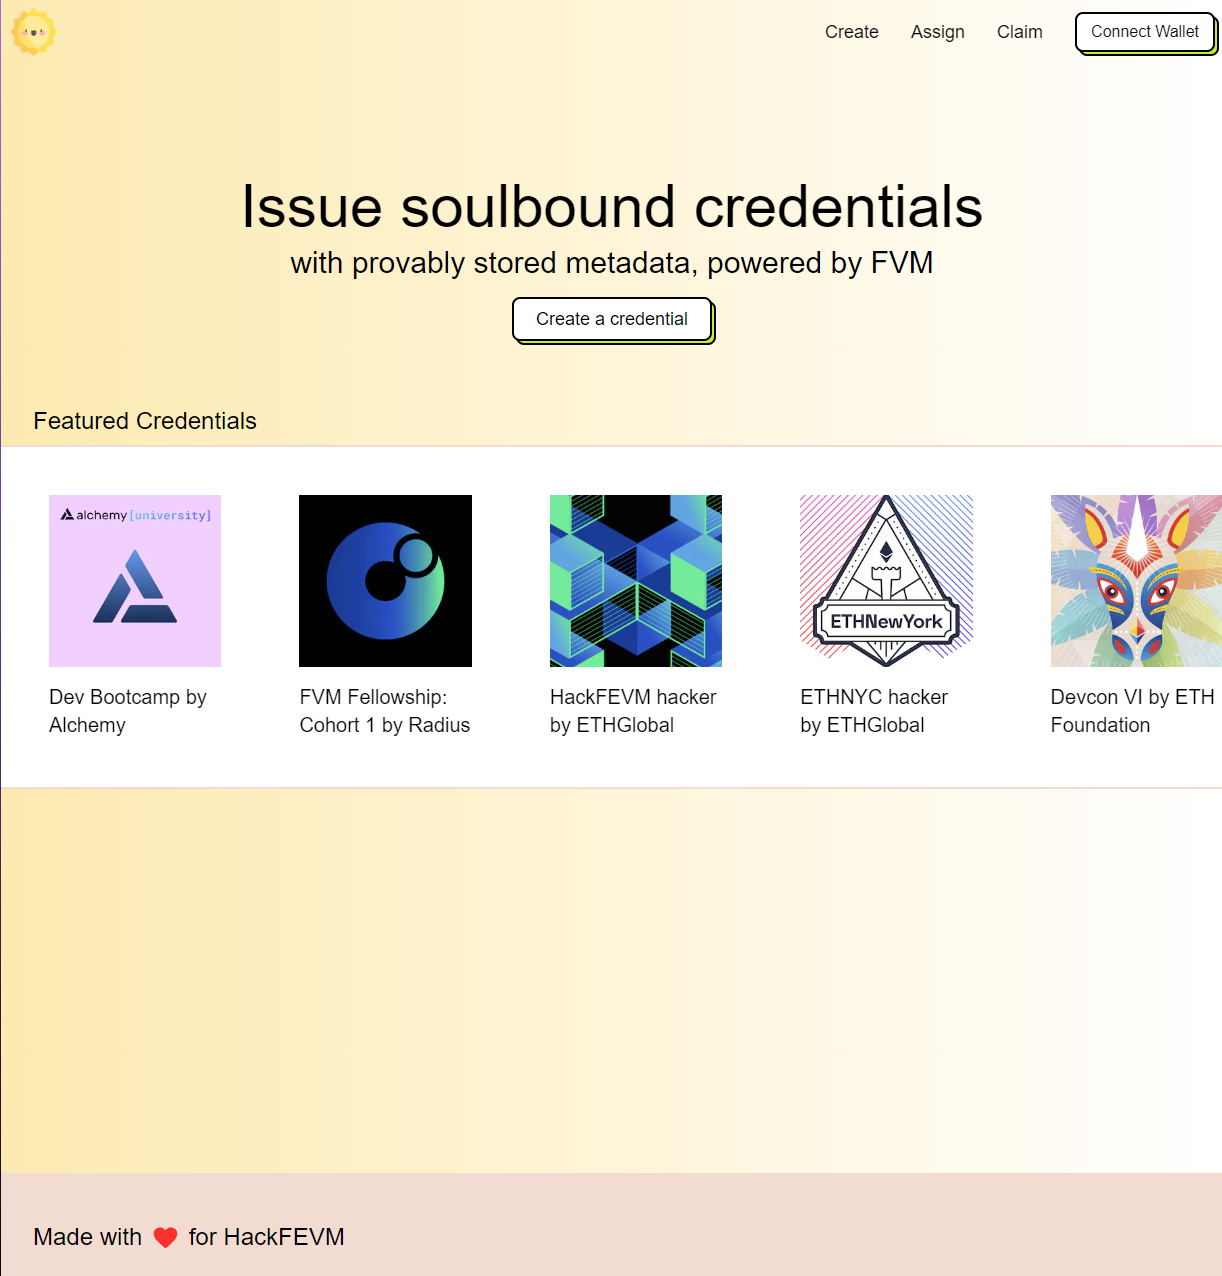 Create Assign Claim Connect Wallet
Issue soulbound credentials
with provably stored metadata, powered by FVM
Create a credential
Featured Credentials
alchemy [university]
ETHNewYork
Dev Bootcamp by
Alchemy
FVM Fellowship:
Cohort 1 by Radius
HackFEVM hacker
by ETHGlobal
ETHNYC hacker
by ETHGlobal
Devcon VI by ETH
Foundation
Made with ❤ for HackFEVM